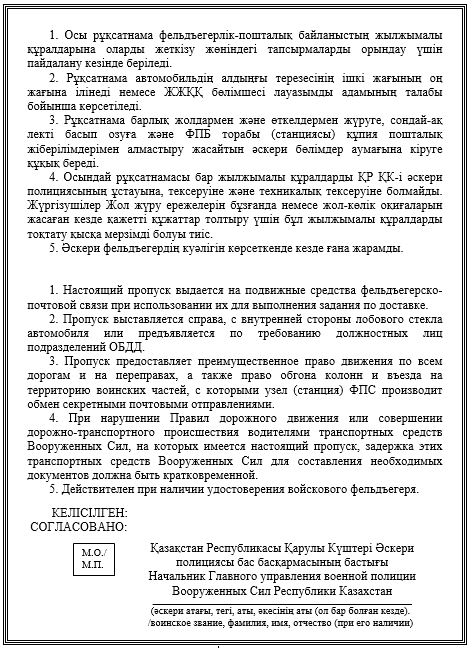 1. Осы рұқсатнама фельдъегерлік-пошталық байланыстың жылжымалы
құралдарына оларды жеткізу жөніндегі тапсырмаларды орындау үшін
пайдалану кезінде беріледі.
2. Рұқсатнама автомобильдің алдыңғы терезесінің ішкі жағының оң
жағына ілінеді немесе ЖЖҚҚ бөлімшесі лауазымды адамының талабы
бойынша көрсетіледі.
3. Рұқсатнама барлық жолдармен және өткелдермен жүруге, сондай-ақ
лекті басып озуға және ФПБ торабы (станциясы) құпия пошталық
жіберілімдерімен алмастыру жасайтын әскери бөлімдер аумағына кіруге
құқық береді.
4. Осындай рұқсатнамасы бар жылжымалы құралдарды ҚР ҚК-і әскери
полициясының ұстауына, тексеруіне және техникалық тексеруіне болмайды.
Жүргізушілер Жол жүру ережелерін бұзғанда немесе жол-көлік оқиғаларын
жасаған кезде қажетті құжаттар толтыру үшін бұл жылжымалы құралдарды
тоқтату қысқа мерзімді болуы тиіс.
5. Әскери фельдъегердің куәлігін көрсеткенде кезде ғана жарамды.
1. Настоящий пропуск выдается на подвижные средства фельдъегерско-
почтовой связи при использовании их для выполнения задания по доставке.
2. Пропуск выставляется справа, с внутренней стороны лобового стекла
автомобиля или предъявляется по требованию должностных лиц
подразделений ОБДД.
3. Пропуск предоставляет преимущественное право движения по всем
дорогам и на переправах, а также право обгона колонн и въезда на
территорию воинских частей, с которыми узел (станция) ФПС производит
обмен секретными почтовыми отправлениями.
4. При нарушении Правил дорожного движения или совершении
дорожно-транспортного происшествия водителями транспортных средств
Вооруженных Сил, на которых имеется настоящий пропуск, задержка этих
транспортных средств Вооруженных Сил для составления необходимых
документов должна быть кратковременной.
5. Действителен при наличии удостоверения войскового фельдъегеря.
КЕЛІСІЛГЕН:
СОГЛАСОВАНО:
М.О./
М.П.
Қазақстан Республикасы Қарулы Күштері Әскери
полициясы бас басқармасының бастығы
Начальник Главного управления военной полиции
Вооруженных Сил Республики Казахстан
(әскери атағы, тегі, аты, әкесінің аты (ол бар болған кезде).
/воинское звание, фамилия, имя, отчество (при его наличии)